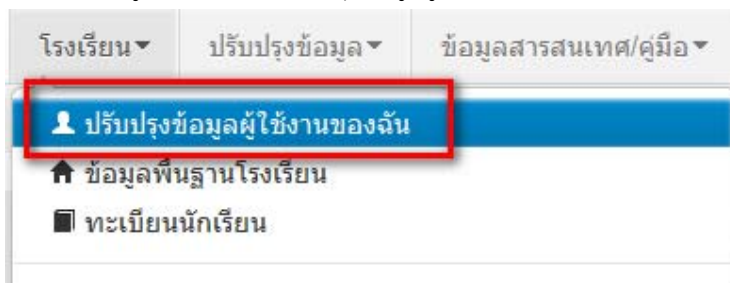 โรงเรียน ปรับปรุงข้อมูล ข้อมูลสารสนเทศ/คู่มือ
ปรับปรุงข้อมูลผู้ใช้งานของฉัน
ข้อมูลพื้นฐานโรงเรียน
ทะเบียนนักเรียน